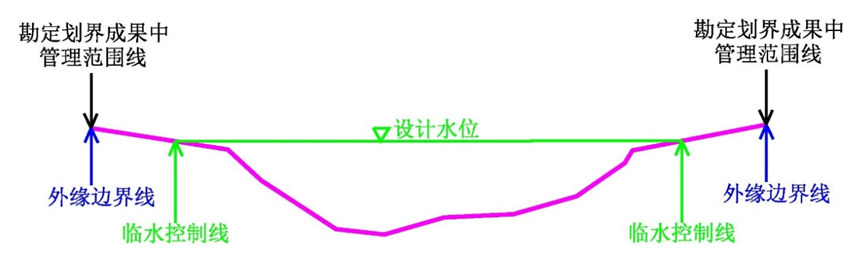 勘定划界成果中
管理范围线
勘定划界成果中
管理范围线
设计水位
外缘边界线
外缘边界线
临水控制线
临水控制线